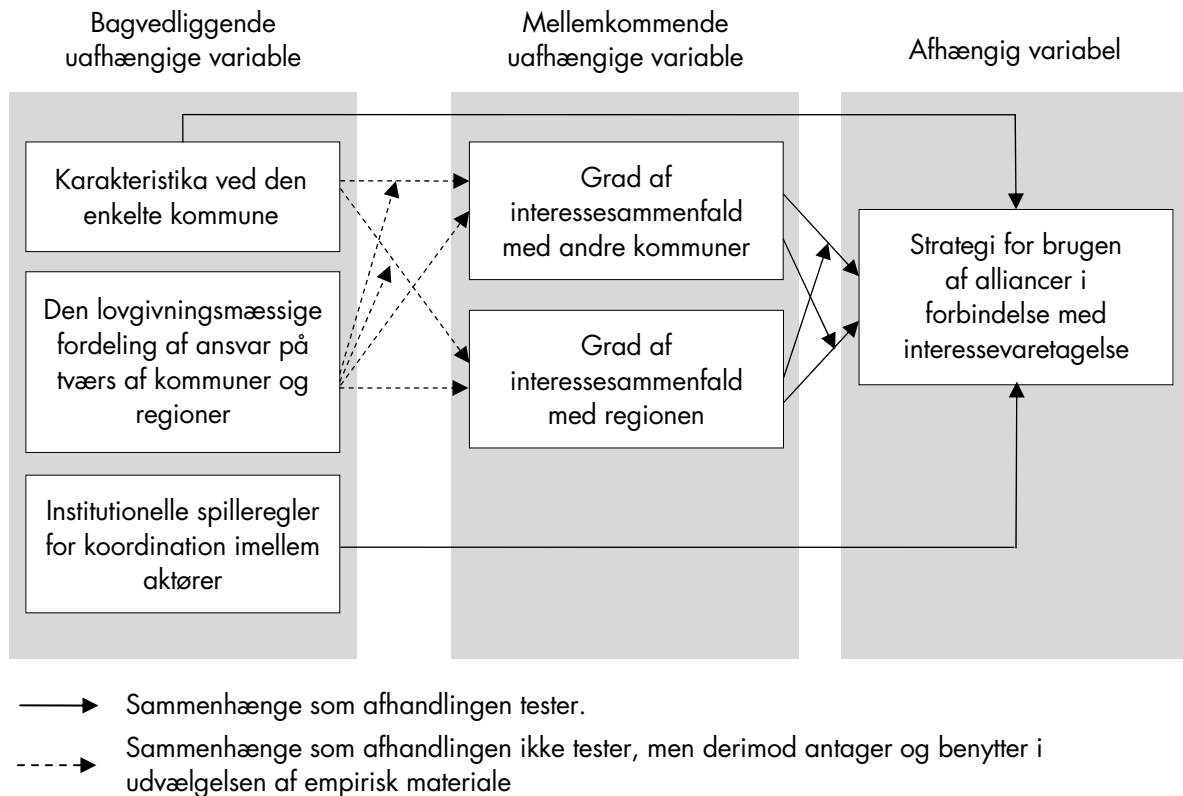 Bagvedliggende
uafhængige variable
Mellemkommende
uafhængige variable
Afhængig variabel
Karakteristika ved den
enkelte kommune
Den lovgivningsmæssige
fordeling af ansvar på
tværs af kommuner og
regioner
Institutionelle spilleregler
for koordination imellem
aktører
Grad af
interessesammenfald
med andre kommuner
Grad af
interessesammenfald
med regionen
Strategi for brugen
af alliancer i
forbindelse med
interessevaretagelse
Sammenhænge som afhandlingen tester.
Sammenhænge som afhandlingen ikke tester, men derimod antager og benytter i
udvælgelsen af empirisk materiale